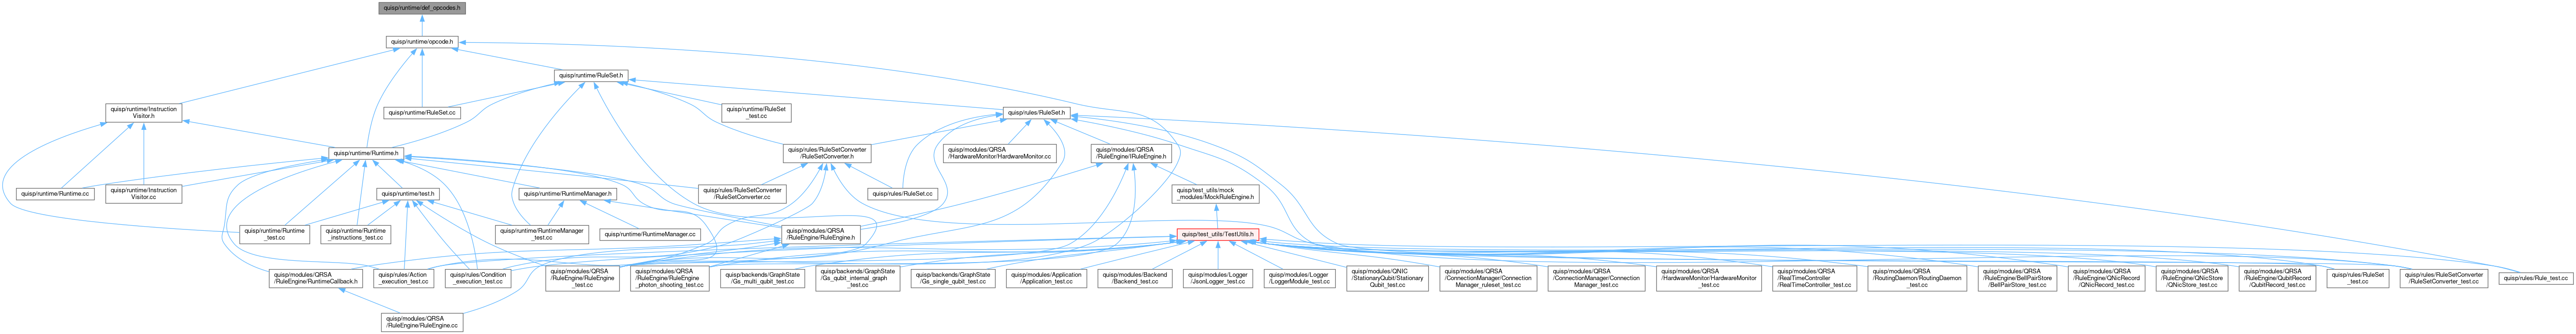 quisp/runtime/def_opcodes.h
quisp/runtime/opcode.h
quisp/runtime/RuleSet.h
quisp/runtime/Instruction
Visitor.h
quisp/runtime/RuleSet.cc
quisp/runtime/RuleSet
_test.cc
quisp/rules/RuleSet.h
quisp/runtime/Runtime.h
quisp/rules/RuleSetConverter
/RuleSetConverter.h
quisp/modules/QRSA
/HardwareMonitor/HardwareMonitor.cc
quisp/modules/QRSA
/RuleEngine/IRuleEngine.h
quisp/runtime/Runtime.cc
quisp/runtime/Instruction
Visitor.cc
quisp/runtime/test.h
quisp/runtime/RuntimeManager.h
quisp/rules/RuleSetConverter
/RuleSetConverter.cc
quisp/rules/RuleSet.cc
quisp/test_utils/mock
_modules/MockRuleEngine.h
quisp/runtime/Runtime
_test.cc
quisp/runtime/Runtime
_instructions_test.cc
quisp/runtime/RuntimeManager
_test.cc
quisp/runtime/RuntimeManager.cc
quisp/modules/QRSA
/RuleEngine/RuleEngine.h
quisp/test_utils/TestUtils.h
quisp/modules/QRSA
/RuleEngine/RuntimeCallback.h
quisp/rules/Action
_execution_test.cc
quisp/rules/Condition
_execution_test.cc
quisp/modules/QRSA
/RuleEngine/RuleEngine
_test.cc
quisp/modules/QRSA
/RuleEngine/RuleEngine
_photon_shooting_test.cc
quisp/backends/GraphState
/Gs_multi_qubit_test.cc
quisp/backends/GraphState
/Gs_qubit_internal_graph
_test.cc
quisp/backends/GraphState
/Gs_single_qubit_test.cc
quisp/modules/Application
/Application_test.cc
quisp/modules/Backend
/Backend_test.cc
quisp/modules/Logger
/JsonLogger_test.cc
quisp/modules/Logger
/LoggerModule_test.cc
quisp/modules/QNIC
/StationaryQubit/Stationary
Qubit_test.cc
quisp/modules/QRSA
/ConnectionManager/Connection
Manager_ruleset_test.cc
quisp/modules/QRSA
/ConnectionManager/Connection
Manager_test.cc
quisp/modules/QRSA
/HardwareMonitor/HardwareMonitor
_test.cc
quisp/modules/QRSA
/RealTimeController
/RealTimeController_test.cc
quisp/modules/QRSA
/RoutingDaemon/RoutingDaemon
_test.cc
quisp/modules/QRSA
/RuleEngine/BellPairStore
/BellPairStore_test.cc
quisp/modules/QRSA
/RuleEngine/QNicRecord
/QNicRecord_test.cc
quisp/modules/QRSA
/RuleEngine/QNicStore
/QNicStore_test.cc
quisp/modules/QRSA
/RuleEngine/QubitRecord
/QubitRecord_test.cc
quisp/rules/RuleSet
_test.cc
quisp/rules/RuleSetConverter
/RuleSetConverter_test.cc
quisp/rules/Rule_test.cc
quisp/modules/QRSA
/RuleEngine/RuleEngine.cc